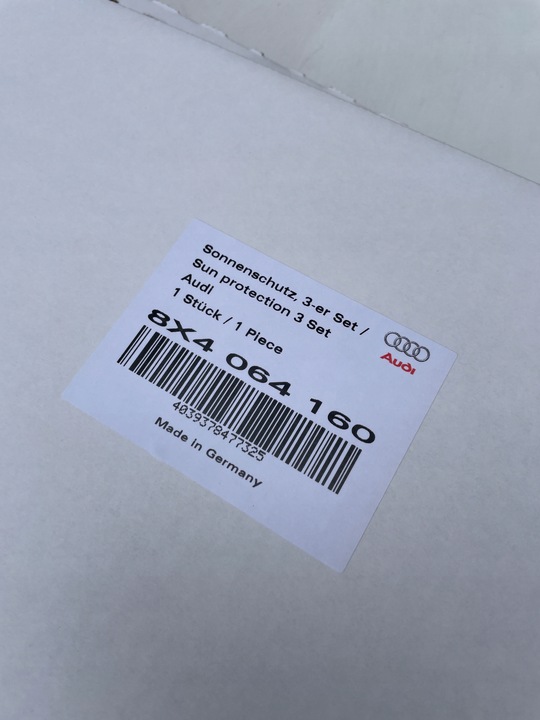 Sonnenschutz, 3-er Set /
Sun protection 3 Set
Audi
1 Stück / 1 Piece
Audi
8X4 064 160
4039378477325
Made in Germany